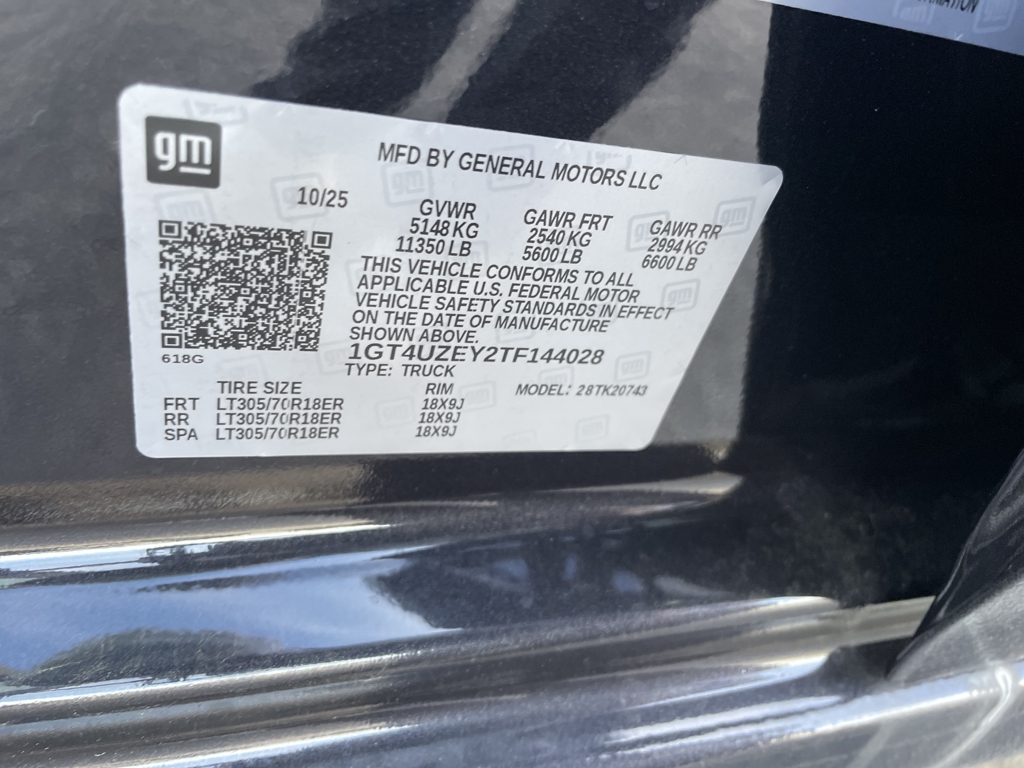 gm
MFD BY GENERAL MOTORS LLC
10/25
GVWR GAWR FRT GAWR RR
5148 KG 2540 KG 2994 KG
11350 LB 5600 LB 6600 LB
THIS VEHICLE CONFORMS TO ALL
APPLICABLE U.S. FEDERAL MOTOR
VEHICLE SAFETY STANDARDS IN EFFECT
ON THE DATE OF MANUFACTURE
SHOWN ABOVE.
618G
1GT4UZEY2TF144028
TYPE: TRUCK
TIRE SIZE RIM MODEL: 28TK20743
FRT LT305/70R18ER 18X9J
RR LT305/70R18ER 18X9J
SPA LT305/70R18ER 18X9J